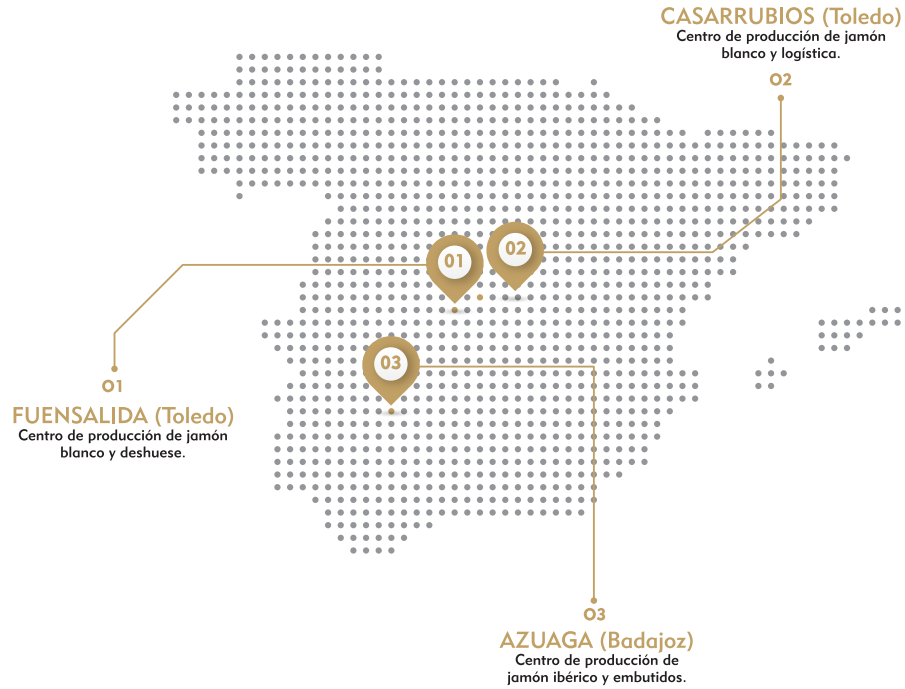 CASARRUBIOS (Toledo)
Centro de producción de jamón
blanco y logística.
02
02
01
03
01
FUENSALIDA (Toledo)
Centro de producción de jamón
blanco y deshuese.
03
AZUAGA (Badajoz)
Centro de producción de
jamón ibérico y embutidos.